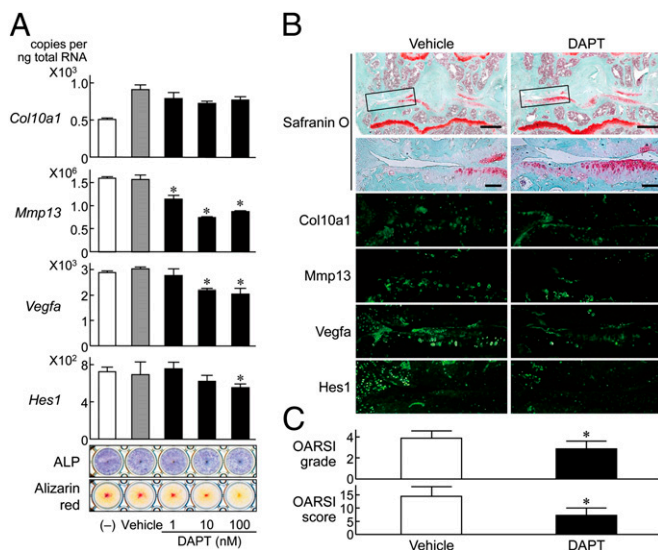 A
copies per
ng total RNA
X10³
Col10a1
1.0
0.5
0
X10⁶
Mmp13
1.5
1.0
0.5
0
*
*
*
X10³
Vegfa
3
2
1
0
*
*
X10²
Hes1
8
4
0
*
ALP
Alizarin
red
(–) Vehicle 1 10 100
DAPT (nM)
B
Vehicle DAPT
Safranin O
Col10a1
Mmp13
Vegfa
Hes1
C
OARSI
grade
4
2
0
*
OARSI
score
15
10
5
0
*
Vehicle DAPT